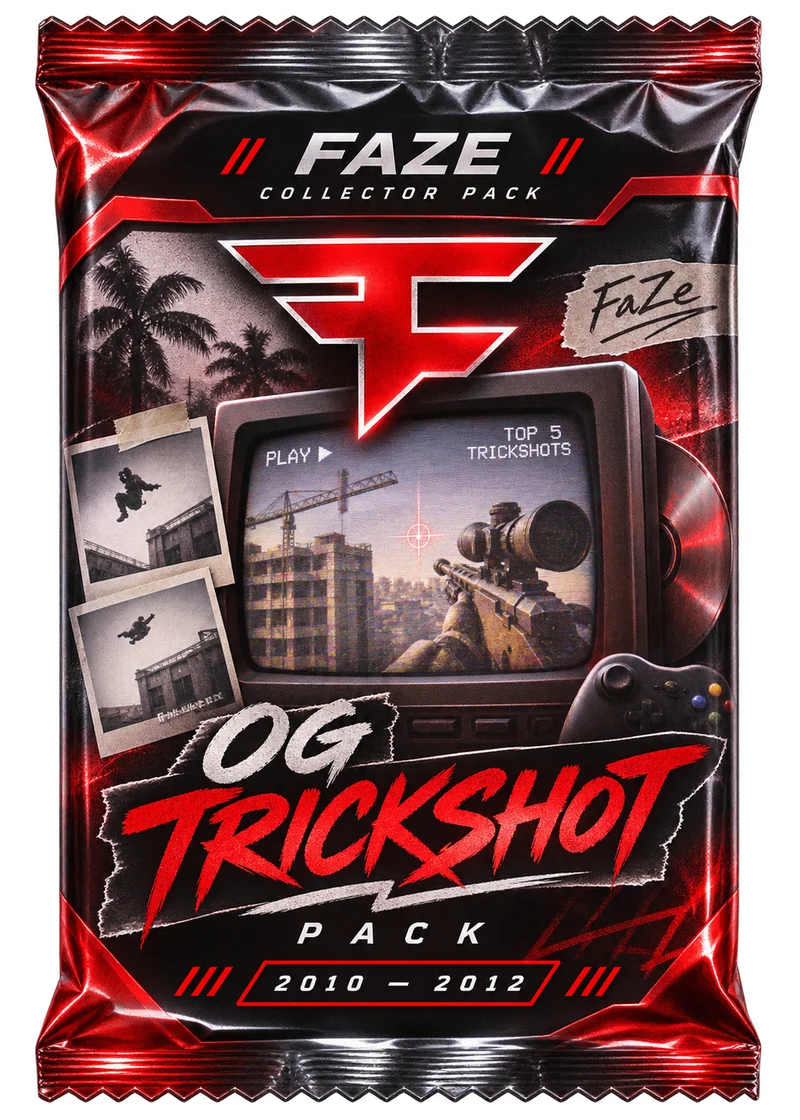 // FAZE //
COLLECTOR PACK
FaZe
PLAY ▶
TOP 5
TRICKSHOTS
OG
TRICKSHOT
PACK
/// 2010 — 2012 ///